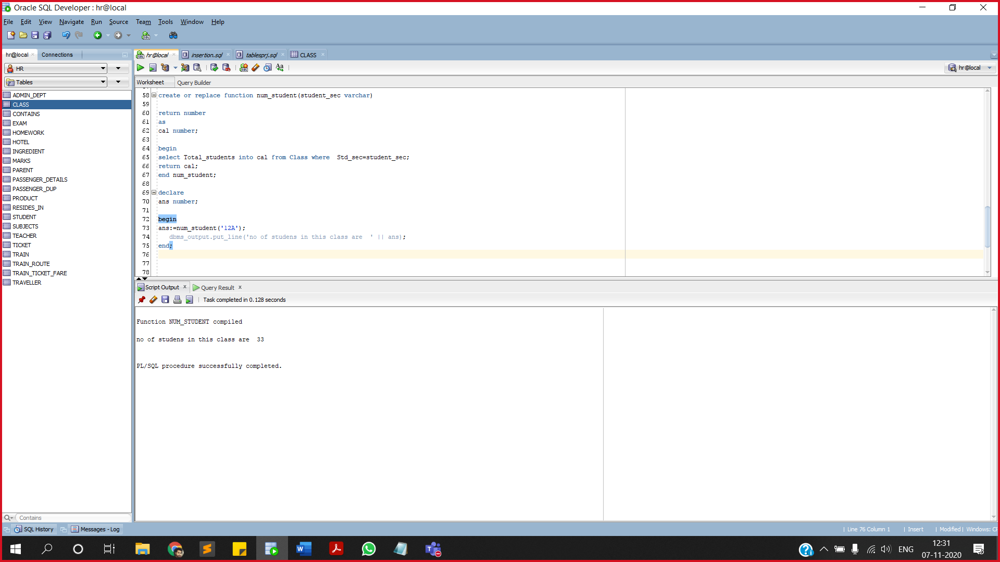 Oracle SQL Developer : hr@local
File Edit View Navigate Run Source Team Tools Window Help
hr@local Connections
hr@local insertion.sql tablesprj.sql CLASS
HR
hr@local
Tables
Worksheet Query Builder
ADMIN_DEPT
CLASS
CONTAINS
EXAM
HOMEWORK
HOTEL
INGREDIENT
MARKS
PARENT
PASSENGER_DETAILS
PASSENGER_DUP
PRODUCT
RESIDES_IN
STUDENT
SUBJECTS
TEACHER
TICKET
TRAIN
TRAIN_ROUTE
TRAIN_TICKET_FARE
TRAVELLER
Contains
58 create or replace function num_student(student_sec varchar)
59
60 return number
61 as
62 cal number;
63
64 begin
65 select Total_students into cal from Class where  Std_sec=student_sec;
66 return cal;
67 end num_student;
68
69 declare
70 ans number;
71
72 begin
73 ans:=num_student('12A');
74    dbms_output.put_line('no of studens in this class are  ' || ans);
75 end;
76
77
78
Script Output Query Result
Task completed in 0.128 seconds
Function NUM_STUDENT compiled
no of studens in this class are  33
PL/SQL procedure successfully completed.
SQL History Messages - Log
Line 76 Column 1 Insert Modified Windows:
ENG
12:31
07-11-2020